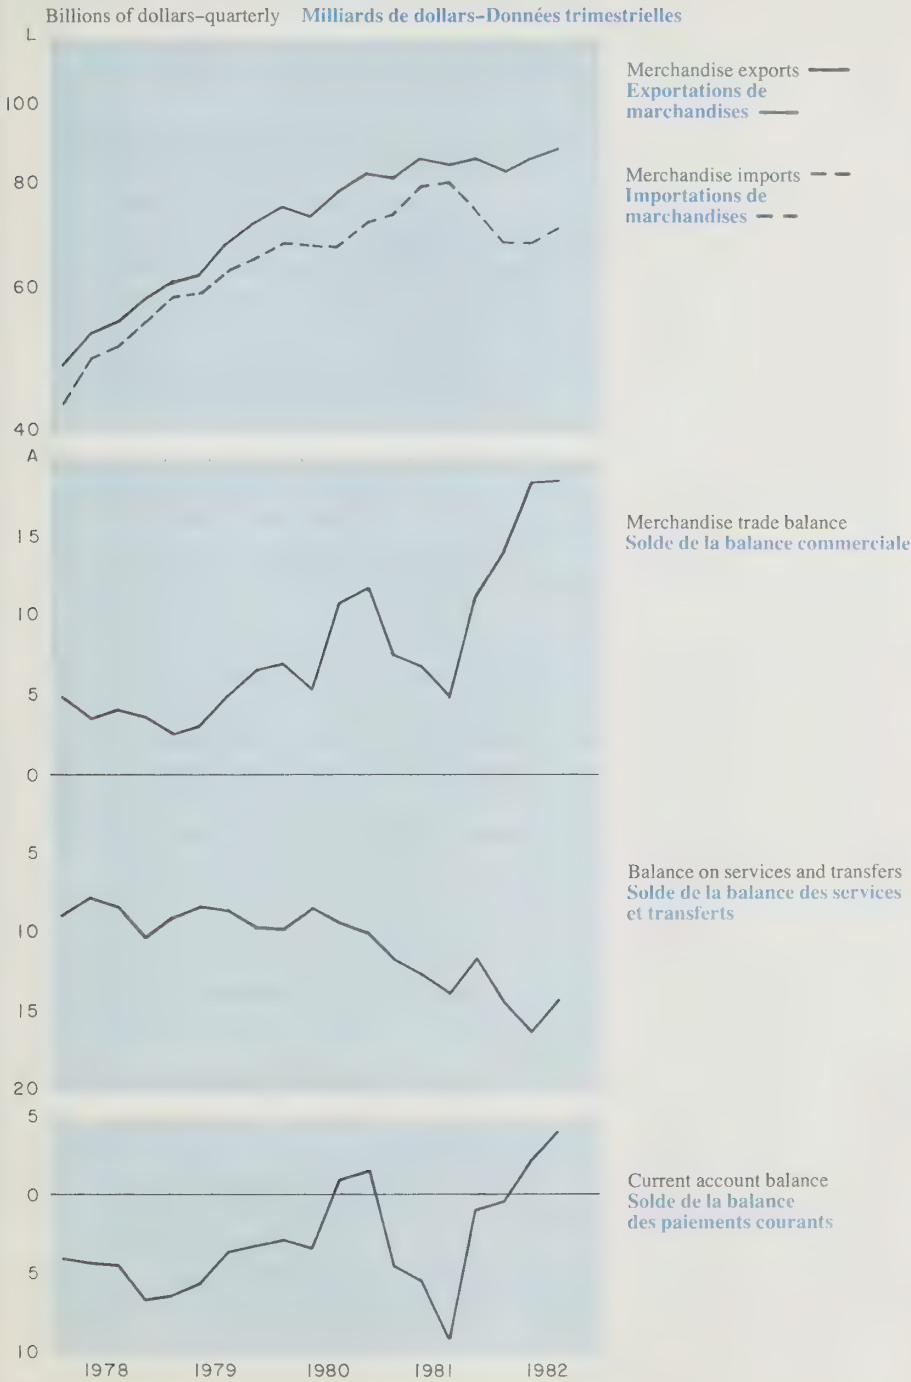 Billions of dollars–quarterly Milliards de dollars–Données trimestrielles
L
100
80
60
40
Merchandise exports
Exportations de
marchandises
Merchandise imports
Importations de
marchandises
A
15
10
5
0
5
10
15
20
Merchandise trade balance
Solde de la balance commerciale
Balance on services and transfers
Solde de la balance des services
et transferts
5
0
5
10
Current account balance
Solde de la balance
des paiements courants
1978 1979 1980 1981 1982